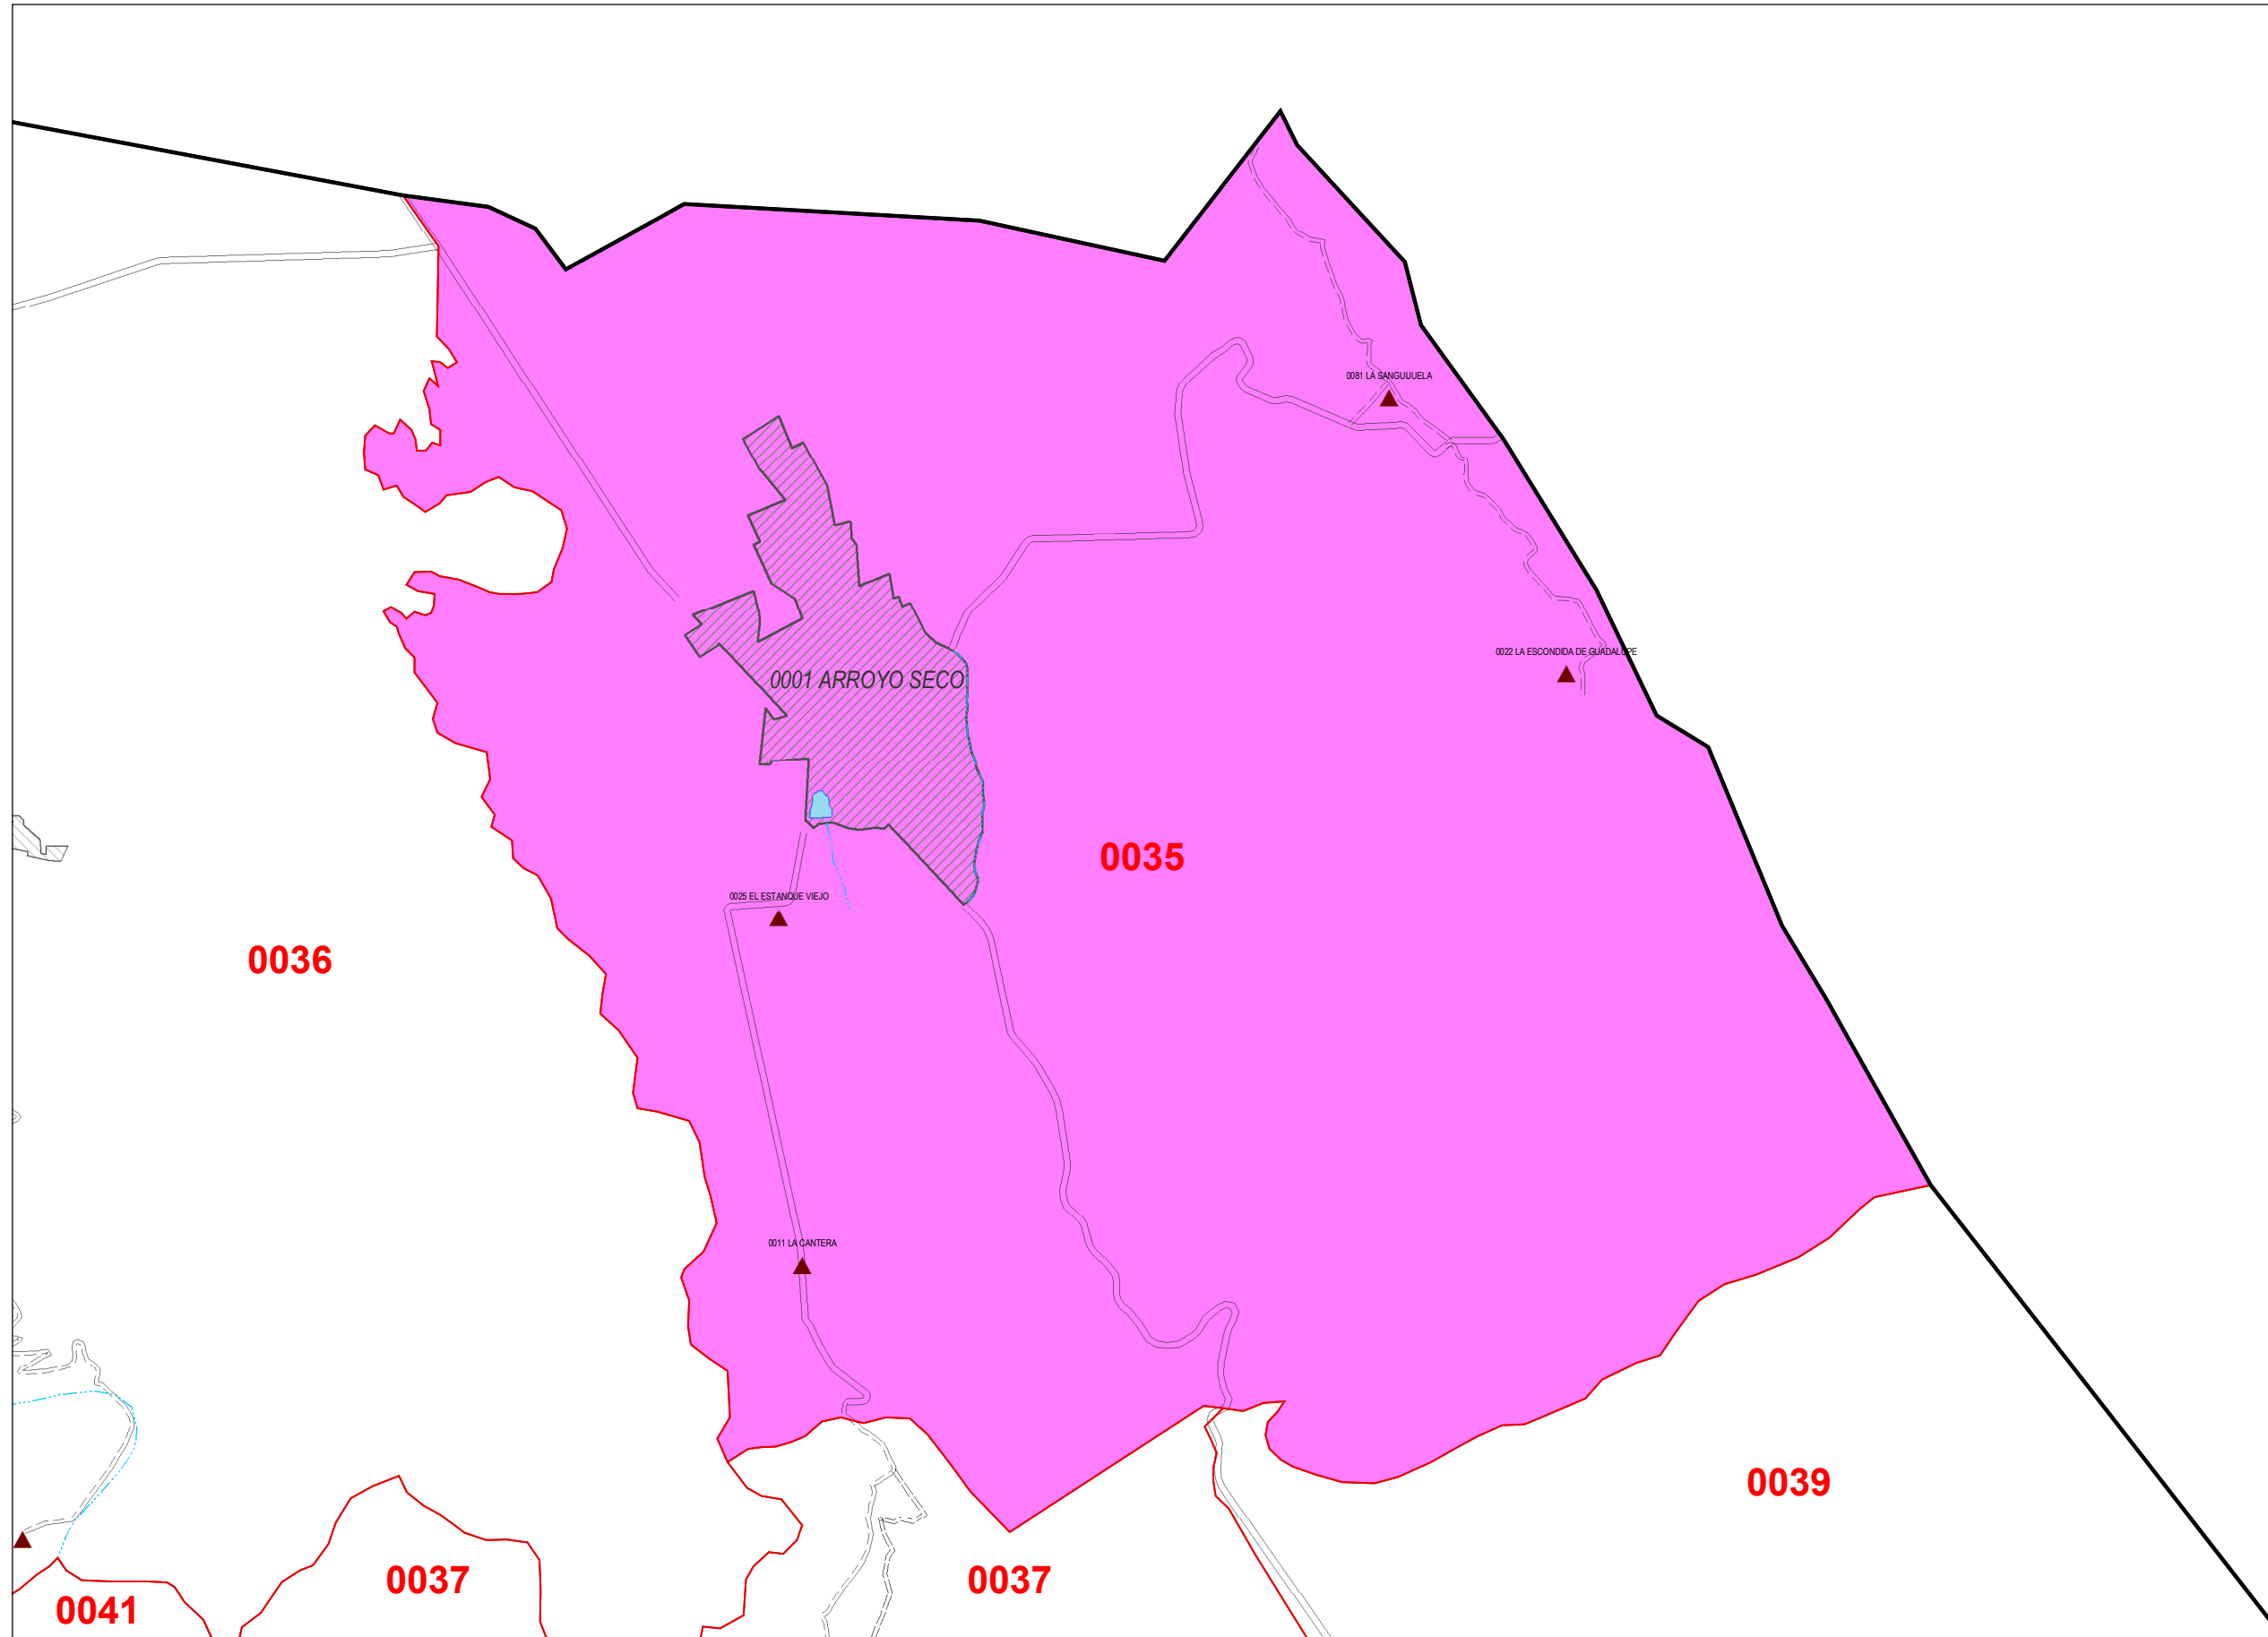 0081 LA SANGUIJUELA
0022 LA ESCONDIDA DE GUADALUPE
0001 ARROYO SECO
0035
0025 EL ESTANQUE VIEJO
0036
0011 LA CANTERA
0039
0037
0037
0041